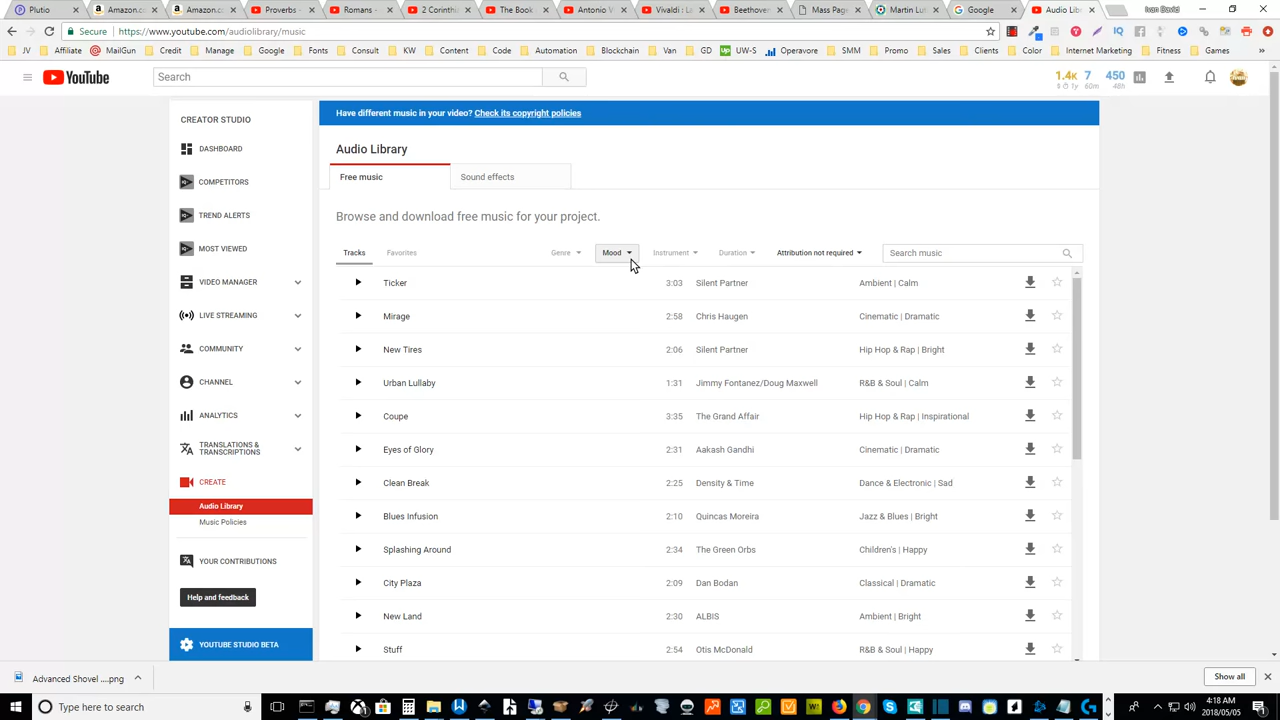 Plutio
Amazon.c
Amazon.c
Proverbs -
Romans -
2 Corinth
The Book
Antonio V
Vivaldi : L
Beethove
Mass Page
Martin Lut
Google
Audio Libr
Ivan David
Secure https://www.youtube.com/audiolibrary/music
JV Affiliate MailGun Credit Manage Funds Consult KW Content Code Automation Blockchain Van GD UW-S Operavore SMM Promo Sales Clients Color Internet Marketing Fitness Games
YouTube
Search
1.4K 7 450
1y 60m 48h
CREATOR STUDIO
DASHBOARD
COMPETITORS
TREND ALERTS
MOST VIEWED
VIDEO MANAGER
LIVE STREAMING
COMMUNITY
CHANNEL
ANALYTICS
TRANSLATIONS &
TRANSCRIPTIONS
CREATE
Audio Library
Music Policies
YOUR CONTRIBUTIONS
Help and feedback
YOUTUBE STUDIO BETA
Have different music in your video? Check its copyright policies
Audio Library
Free music Sound effects
Browse and download free music for your project.
Tracks Favorites Genre Mood Instrument Duration Attribution not required Search music
Ticker 3:03 Silent Partner Ambient | Calm
Mirage 2:58 Chris Haugen Cinematic | Dramatic
New Tires 2:06 Silent Partner Hip Hop & Rap | Bright
Urban Lullaby 1:31 Jimmy Fontanez/Doug Maxwell R&B & Soul | Calm
Coupe 3:35 The Grand Affair Hip Hop & Rap | Inspirational
Eyes of Glory 2:31 Aakash Gandhi Cinematic | Dramatic
Clean Break 2:25 Density & Time Dance & Electronic | Sad
Blues Infusion 2:10 Quincas Moreira Jazz & Blues | Bright
Splashing Around 2:34 The Green Orbs Children's | Happy
City Plaza 2:09 Dan Bodan Classical | Dramatic
New Land 2:30 ALBIS Ambient | Bright
Stuff 2:54 Otis McDonald R&B & Soul | Happy
Advanced Shovel ....png
Show all
Type here to search
4:18 AM
2018/05/05